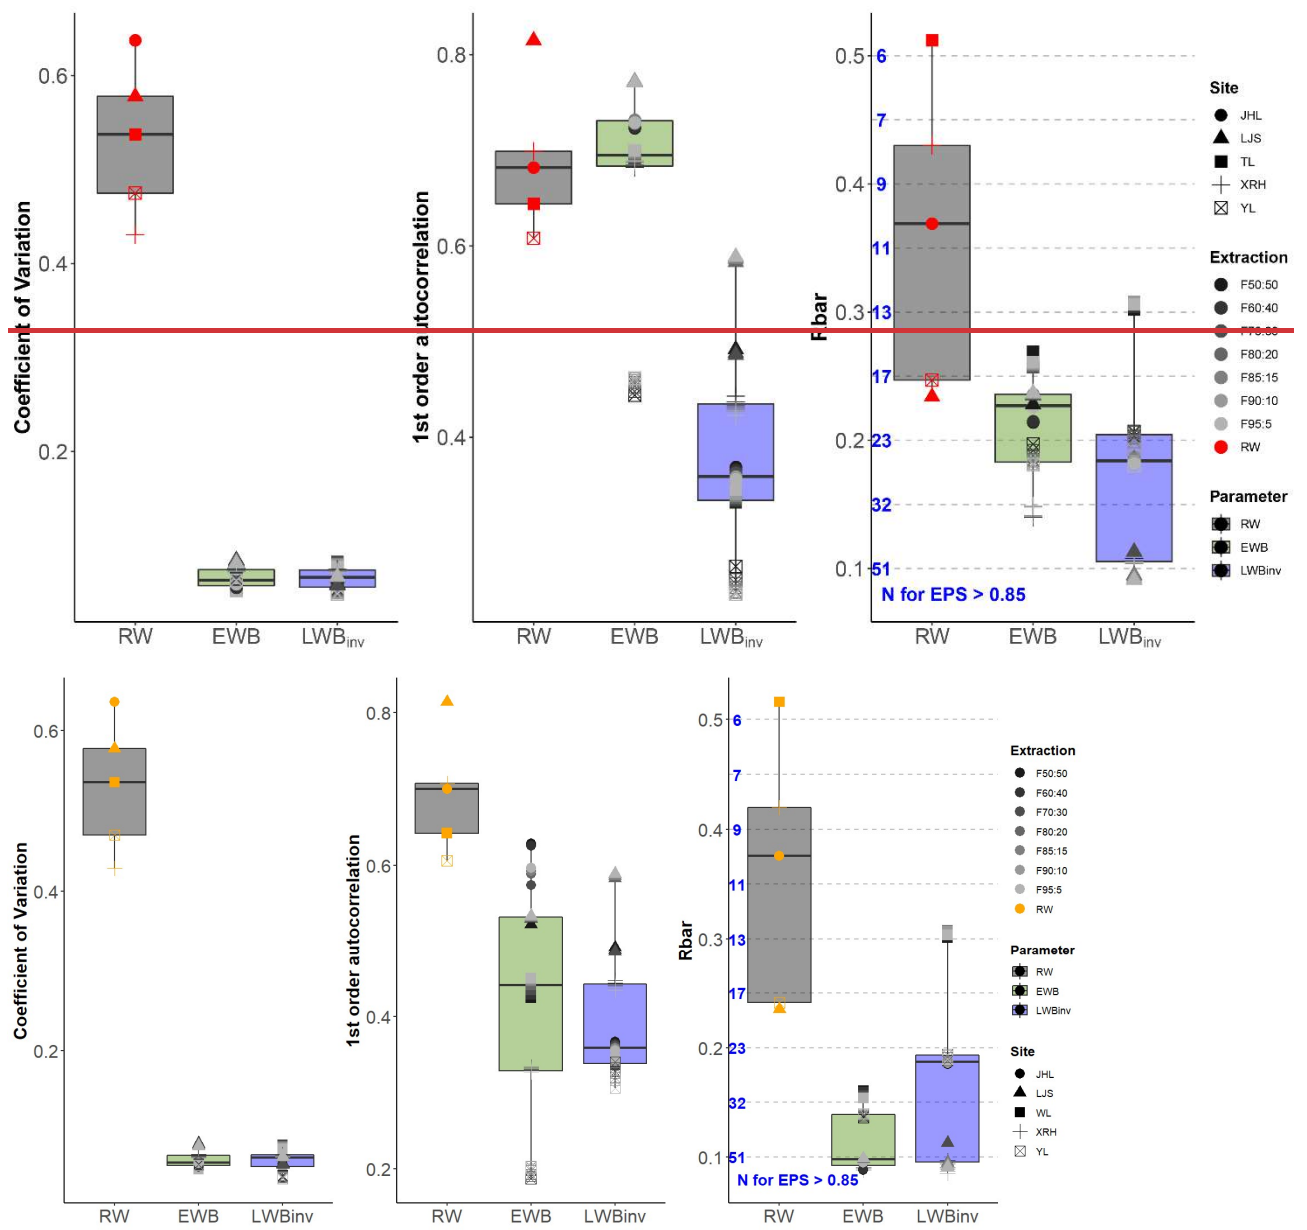 Coefficient of Variation
0.6
0.4
0.2
RW
EWB
LWBinv
1st order autocorrelation
0.8
0.6
0.4
RW
EWB
LWBinv
Rbar
0.5
0.4
0.3
0.2
0.1
6
7
9
11
13
17
23
32
51
N for EPS > 0.85
RW
EWB
LWBinv
Site
JHL
LJS
TL
XRH
YL
Extraction
F50:50
F60:40
F70:30
F80:20
F85:15
F90:10
F95:5
RW
Parameter
RW
EWB
LWBinv
Coefficient of Variation
0.6
0.4
0.2
RW
EWB
LWBinv
1st order autocorrelation
0.8
0.6
0.4
0.2
RW
EWB
LWBinv
Rbar
0.5
0.4
0.3
0.2
0.1
6
7
9
11
13
17
23
32
51
N for EPS > 0.85
RW
EWB
LWBinv
Extraction
F50:50
F60:40
F70:30
F80:20
F85:15
F90:10
F95:5
RW
Parameter
RW
EWB
LWBinv
Site
JHL
LJS
WL
XRH
YL